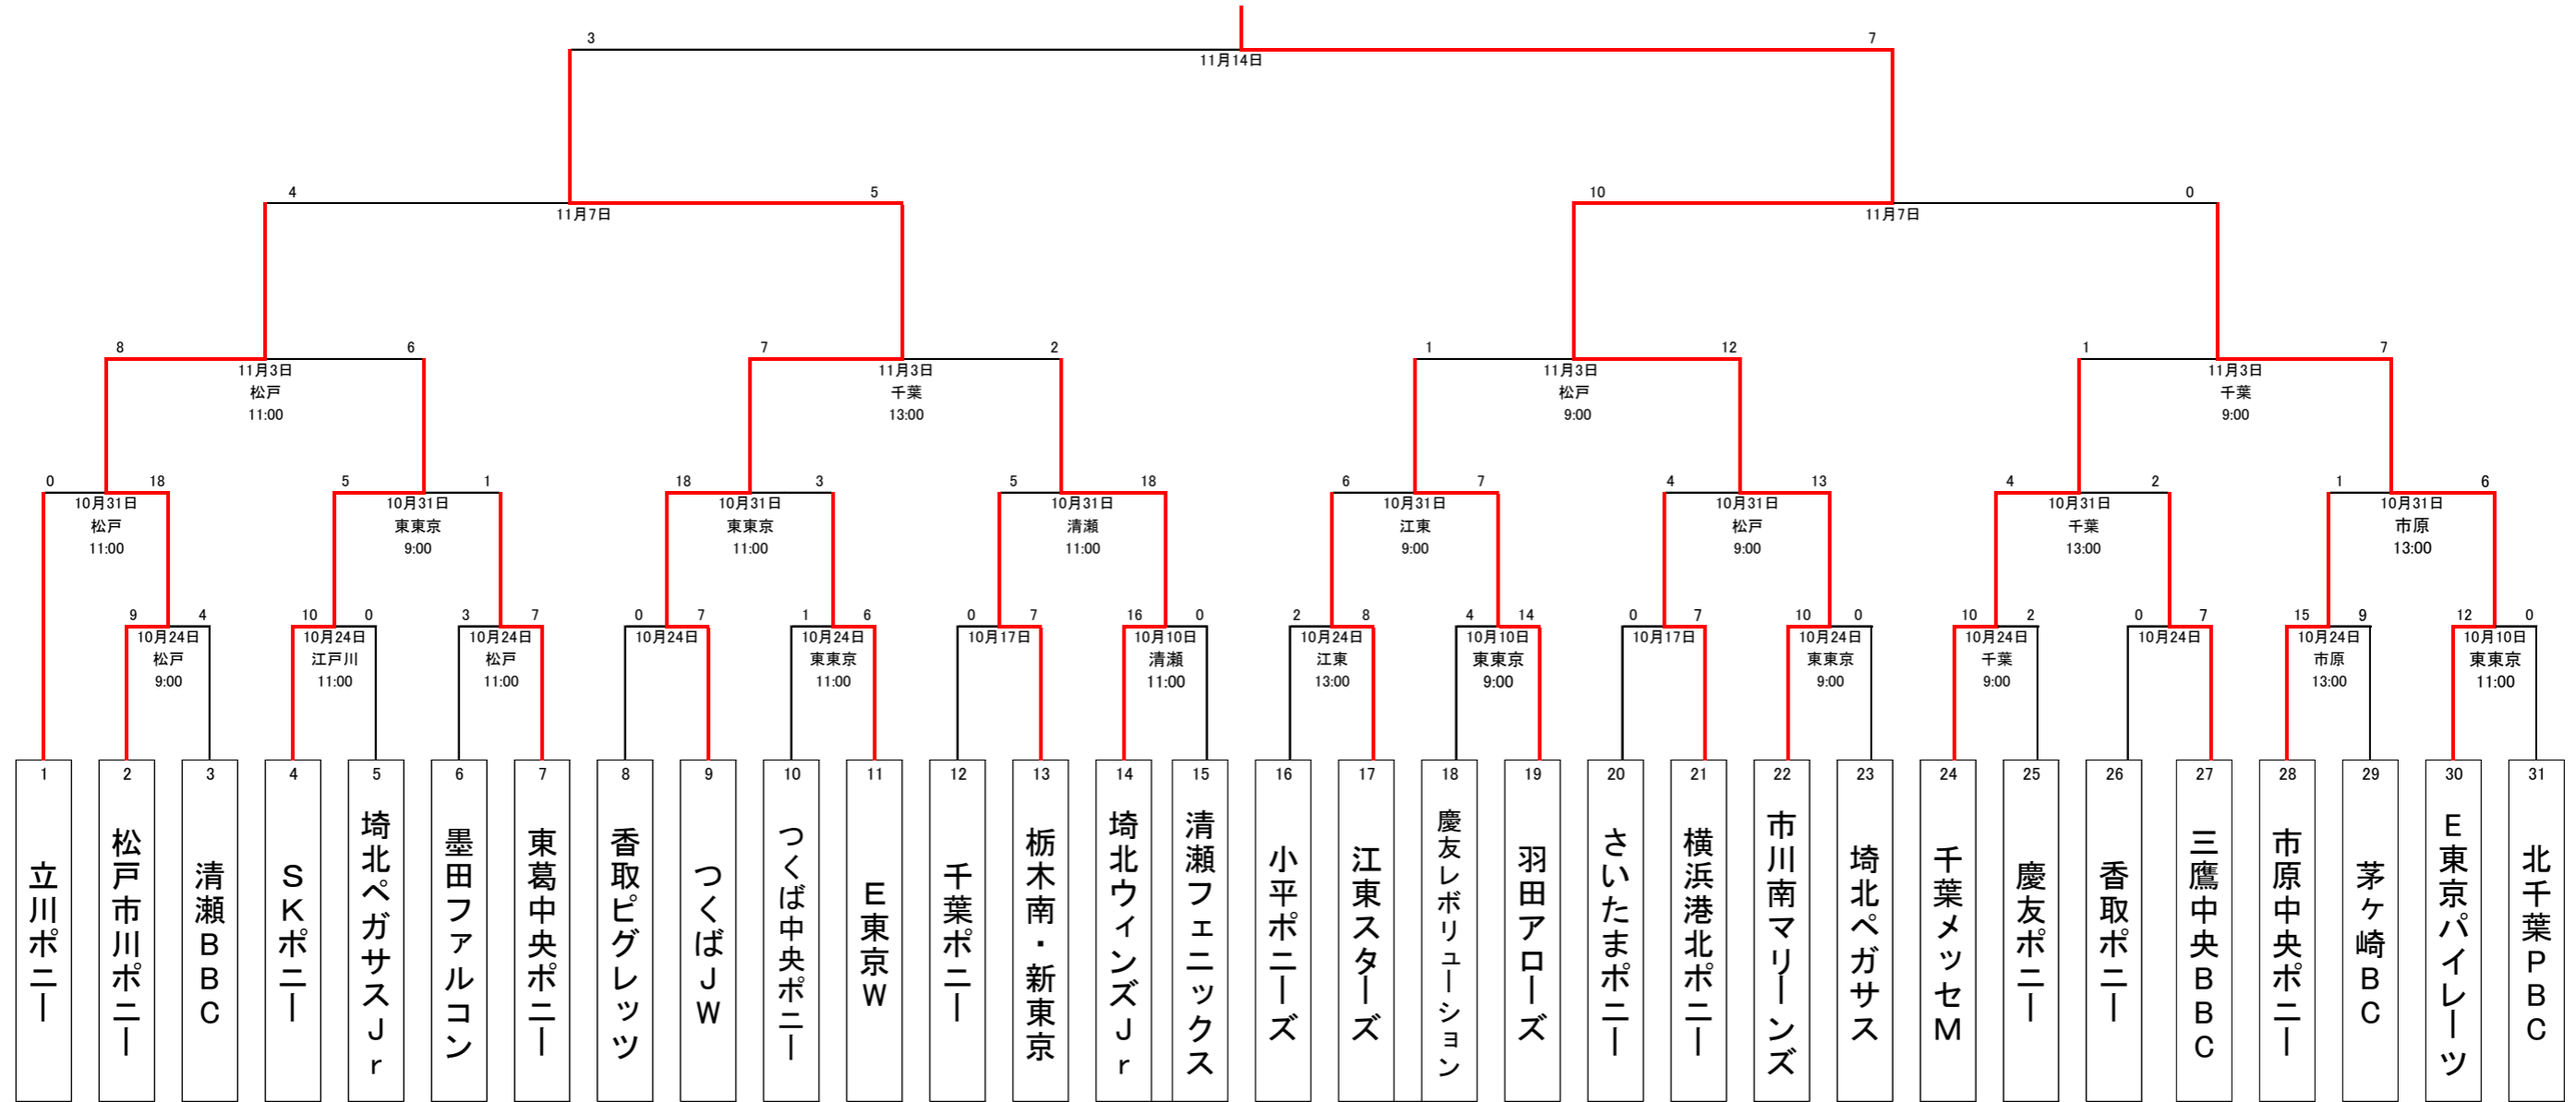 3 7
11月14日
4 5 10 0
11月7日 11月7日
8 6 7 2 1 12 1 7
11月3日 11月3日 11月3日 11月3日
松戸 千葉 松戸 千葉
11:00 13:00 9:00 9:00
0 18 5 1 18 3 5 18 6 7 4 13 4 2 1 6
10月31日 10月31日 10月31日 10月31日 10月31日 10月31日 10月31日 10月31日
松戸 東東京 東東京 清瀬 江東 松戸 千葉 市原
11:00 9:00 11:00 11:00 9:00 9:00 13:00 13:00
9 4 10 0 3 7 0 7 1 6 0 7 16 0 2 8 4 14 0 7 10 0 10 2 0 7 15 9 12 0
10月24日 10月24日 10月24日 10月24日 10月24日 10月17日 10月10日 10月24日 10月10日 10月17日 10月24日 10月24日 10月24日 10月24日 10月10日
松戸 江戸川 松戸 東東京 清瀬 江東 東東京 東東京 千葉 市原 東東京
9:00 11:00 11:00 11:00 11:00 13:00 9:00 9:00 9:00 13:00 11:00
1 立川ポニー
2 松戸市川ポニー
3 清瀬BBC
4 SKポニー
5 埼北ペガサスJr
6 墨田ファルコン
7 東葛中央ポニー
8 香取ピグレッツ
9 つくばJW
10 つくば中央ポニー
11 E東京W
12 千葉ポニー
13 栃木南・新東京
14 埼北ウィンズJr
15 清瀬フェニックス
16 小平ポニーズ
17 江東スターズ
18 慶友レボリューション
19 羽田アローズ
20 さいたまポニー
21 横浜港北ポニー
22 市川南マリーンズ
23 埼北ペガサス
24 千葉メッセM
25 慶友ポニー
26 香取ポニー
27 三鷹中央BBC
28 市原中央ポニー
29 茅ヶ崎BC
30 E東京パイレーツ
31 北千葉PBC